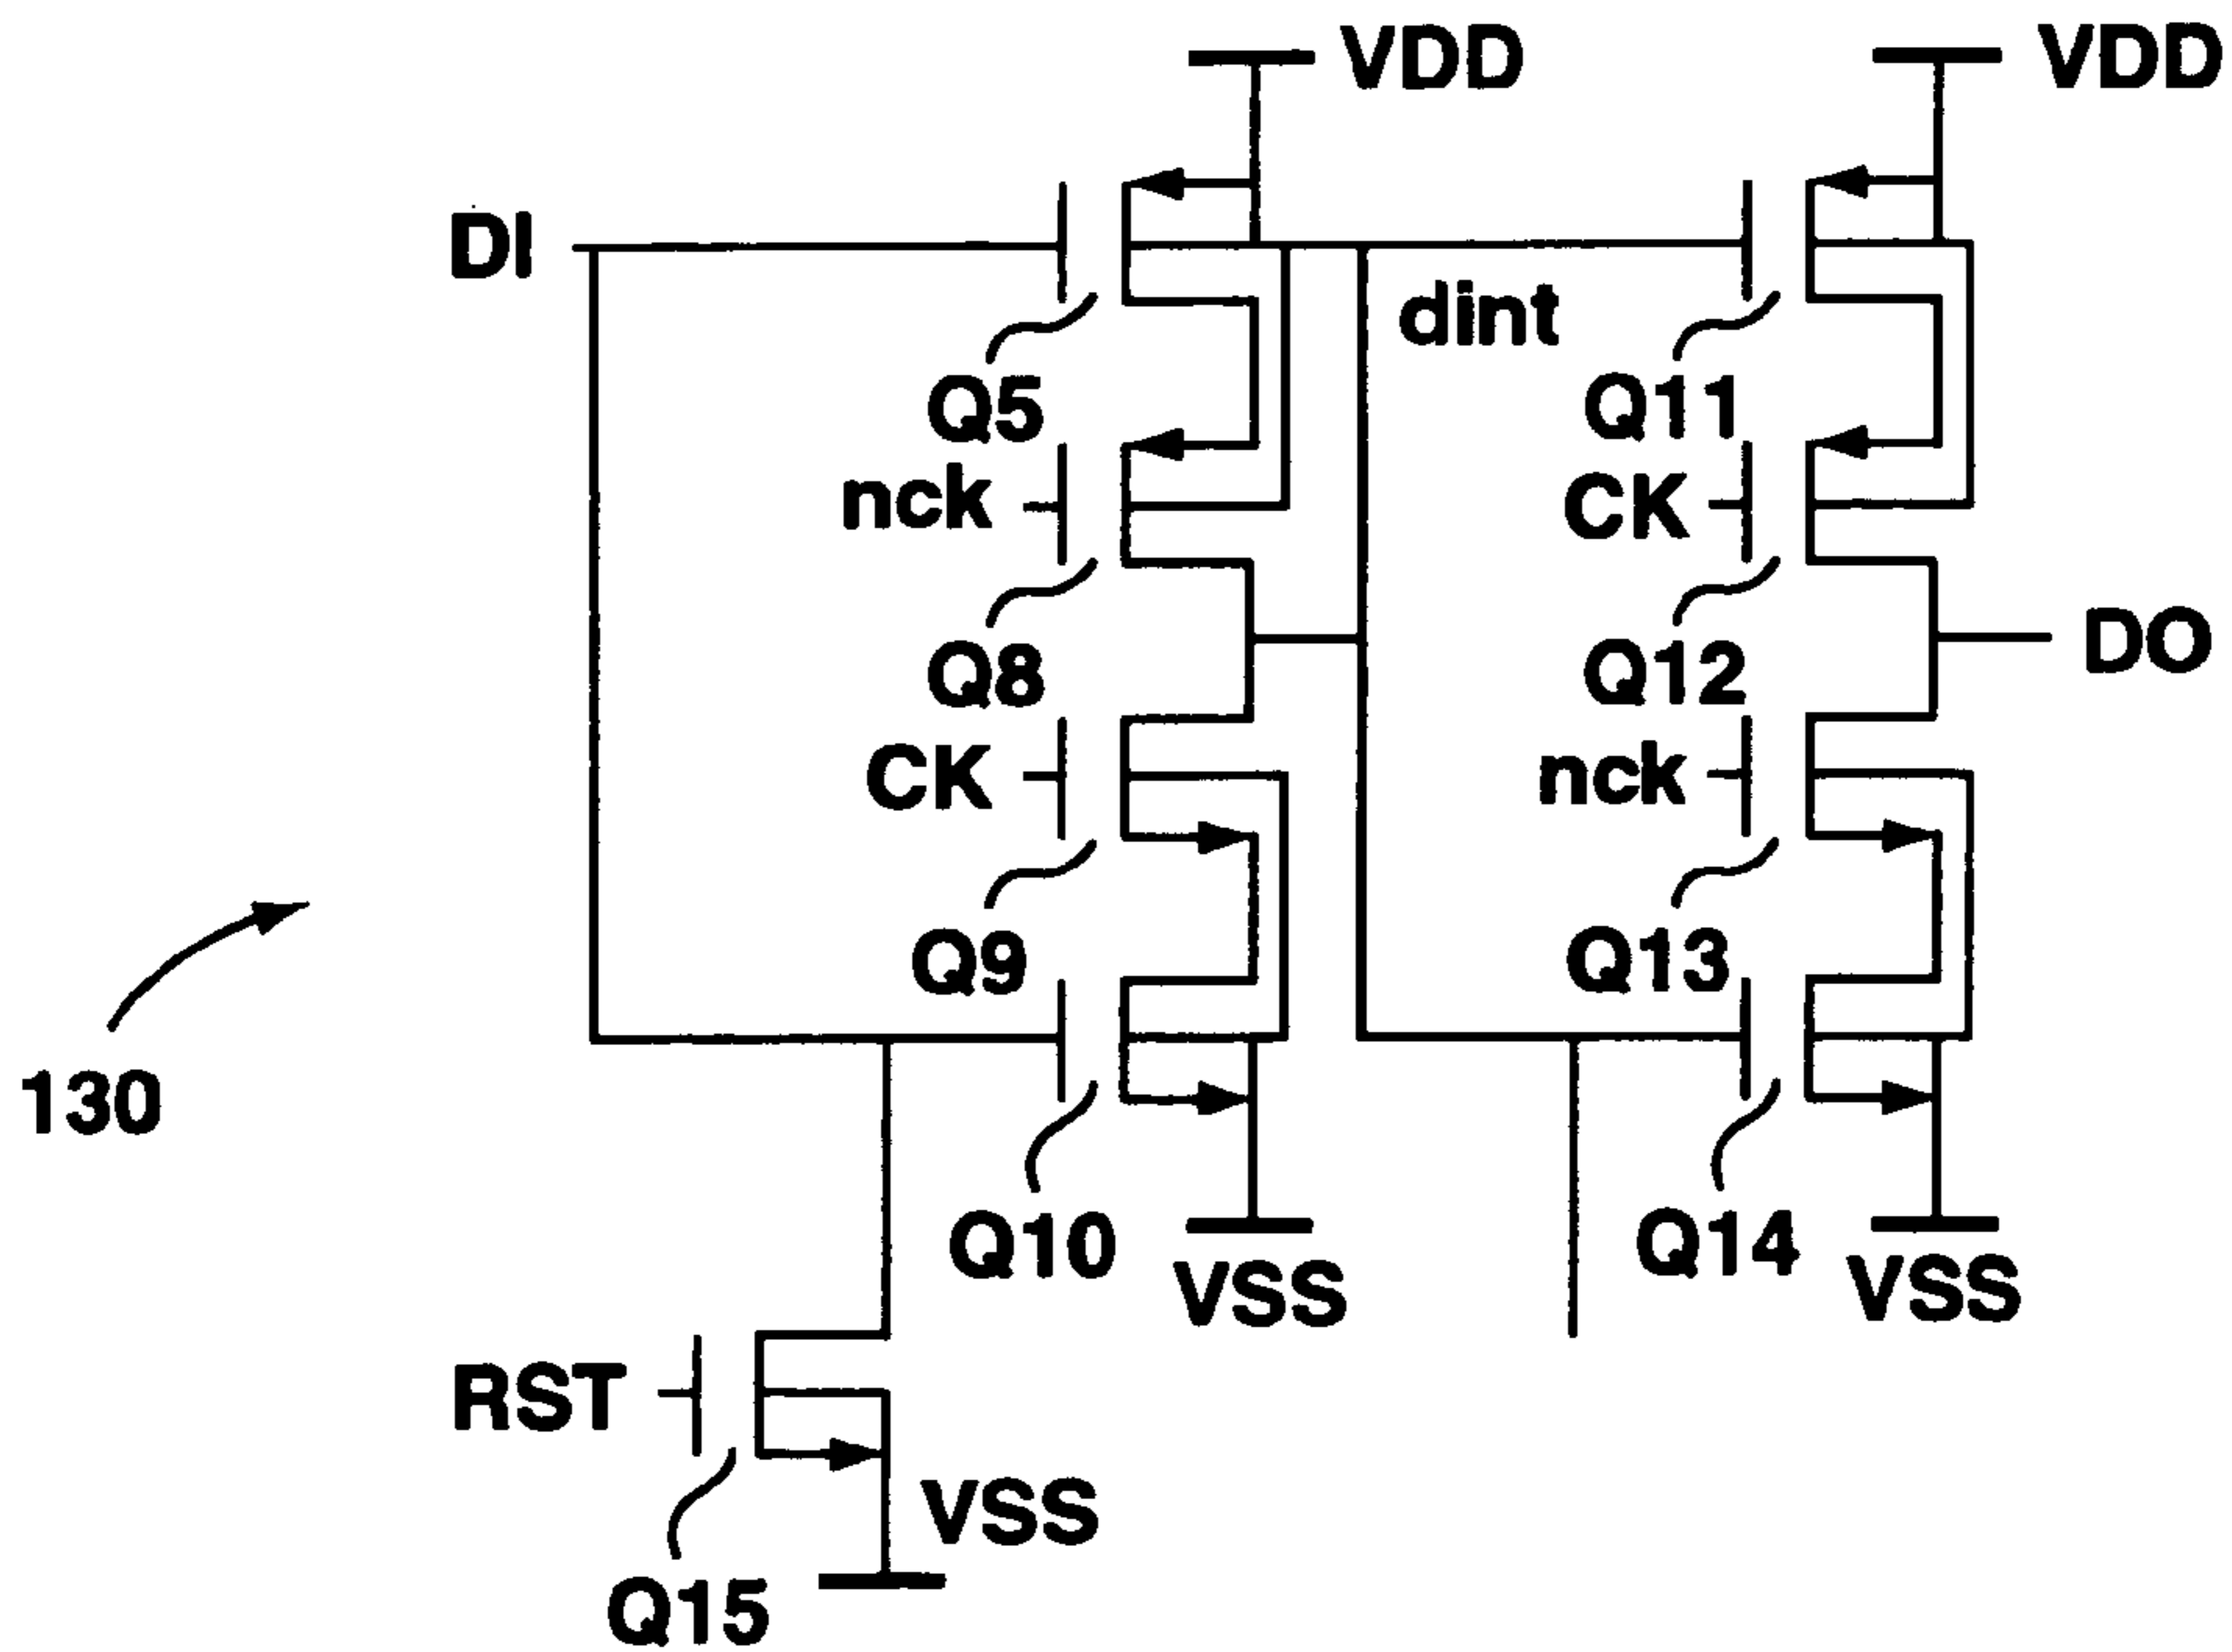 VDD
VDD
DI
dint
Q5
Q11
nck
CK
Q8
Q12
DO
CK
nck
Q9
Q13
130
Q10
Q14
VSS
VSS
RST
VSS
Q15